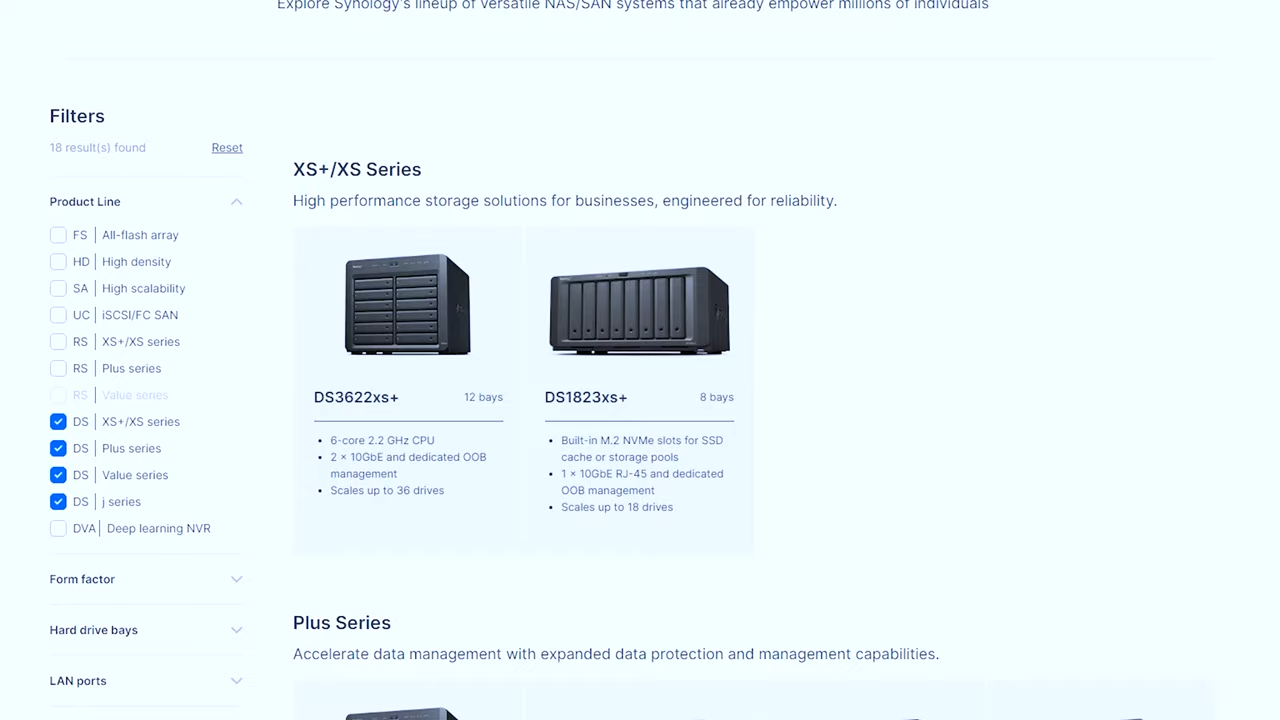 Explore Synology's lineup of versatile NAS/SAN systems that already empower millions of individuals
Filters
18 result(s) found
Reset
Product Line
FS | All-flash array
HD | High density
SA | High scalability
UC | iSCSI/FC SAN
RS | XS+/XS series
RS | Plus series
RS | Value series
DS | XS+/XS series
DS | Plus series
DS | Value series
DS | j series
DVA | Deep learning NVR
Form factor
Hard drive bays
LAN ports
XS+/XS Series
High performance storage solutions for businesses, engineered for reliability.
DS3622xs+
12 bays
• 6-core 2.2 GHz CPU
• 2 × 10GbE and dedicated OOB
management
• Scales up to 36 drives
DS1823xs+
8 bays
• Built-in M.2 NVMe slots for SSD
cache or storage pools
• 1 × 10GbE RJ-45 and dedicated
OOB management
• Scales up to 18 drives
Plus Series
Accelerate data management with expanded data protection and management capabilities.